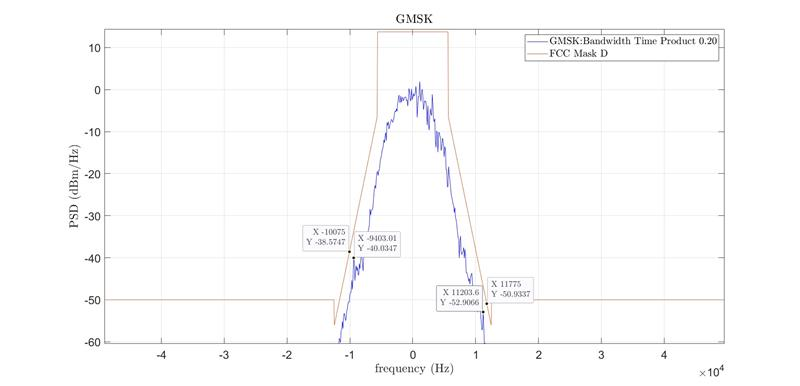 GMSK
GMSK:Bandwidth Time Product 0.20
FCC Mask D
10
0
-10
-20
-30
-40
-50
-60
PSD (dBm/Hz)
X -10075
Y -38.5747
X -9403.01
Y -40.0347
X 11203.6
Y -52.9066
X 11775
Y -50.9337
-4
-3
-2
-1
0
1
2
3
4
frequency (Hz)
×10⁴